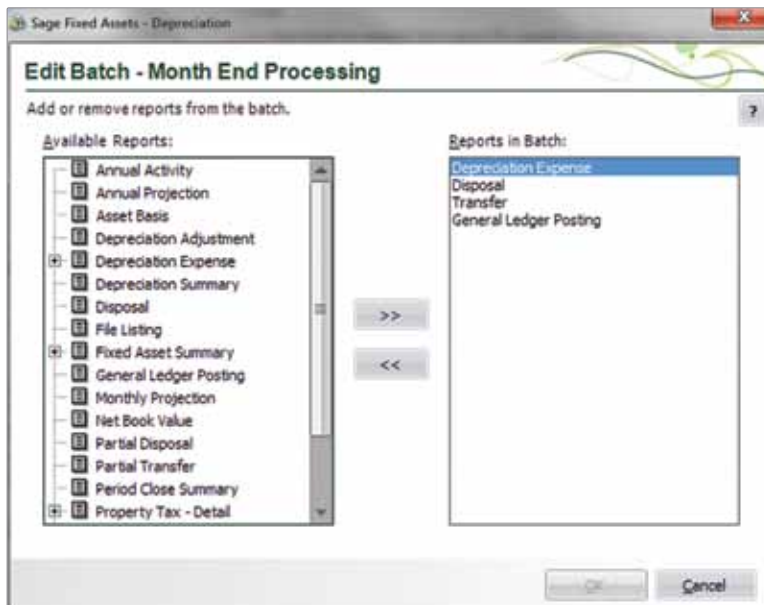 Sage Fixed Assets - Depreciation
Edit Batch - Month End Processing
Add or remove reports from the batch.
?
Available Reports:
Annual Activity
Annual Projection
Asset Basis
Depreciation Adjustment
Depreciation Expense
Depreciation Summary
Disposal
File Listing
Fixed Asset Summary
General Ledger Posting
Monthly Projection
Net Book Value
Partial Disposal
Partial Transfer
Period Close Summary
Property Tax - Detail
>>
<<
Reports in Batch:
Depreciation Expense
Disposal
Transfer
General Ledger Posting
OK
Cancel